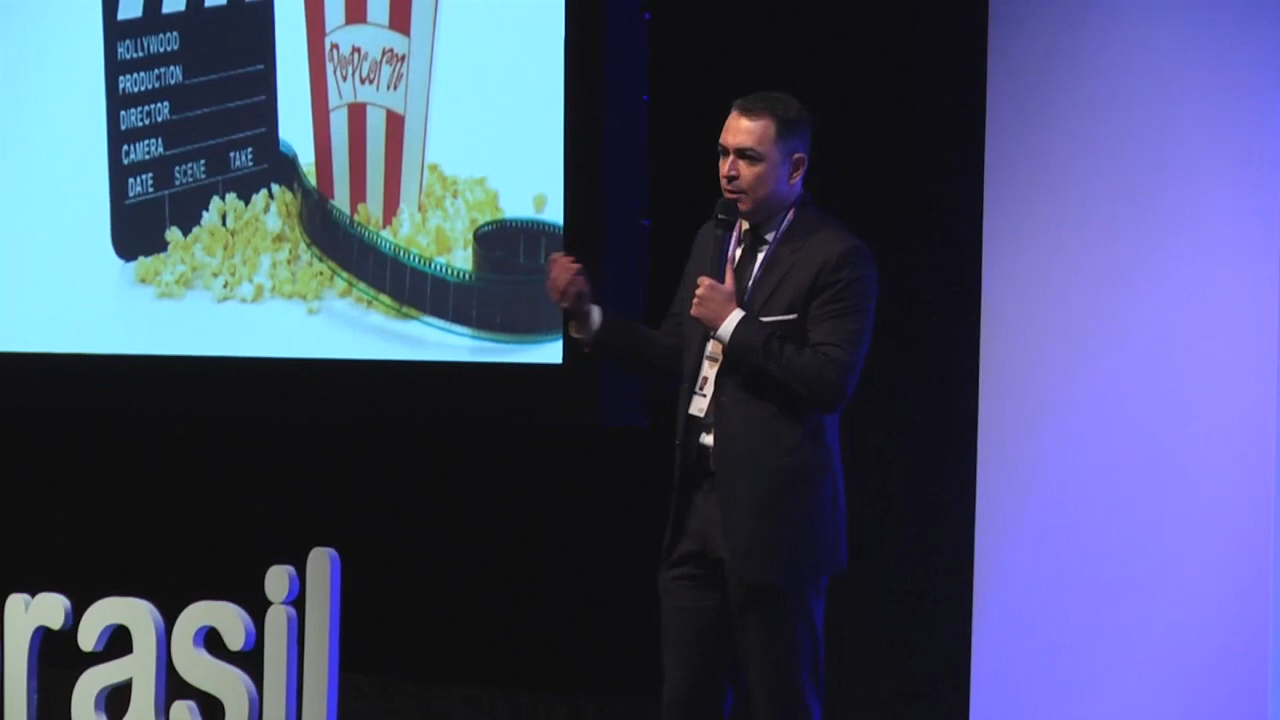 HOLLYWOOD
PRODUCTION
DIRECTOR
CAMERA
DATE SCENE TAKE
Popcorn
rasil